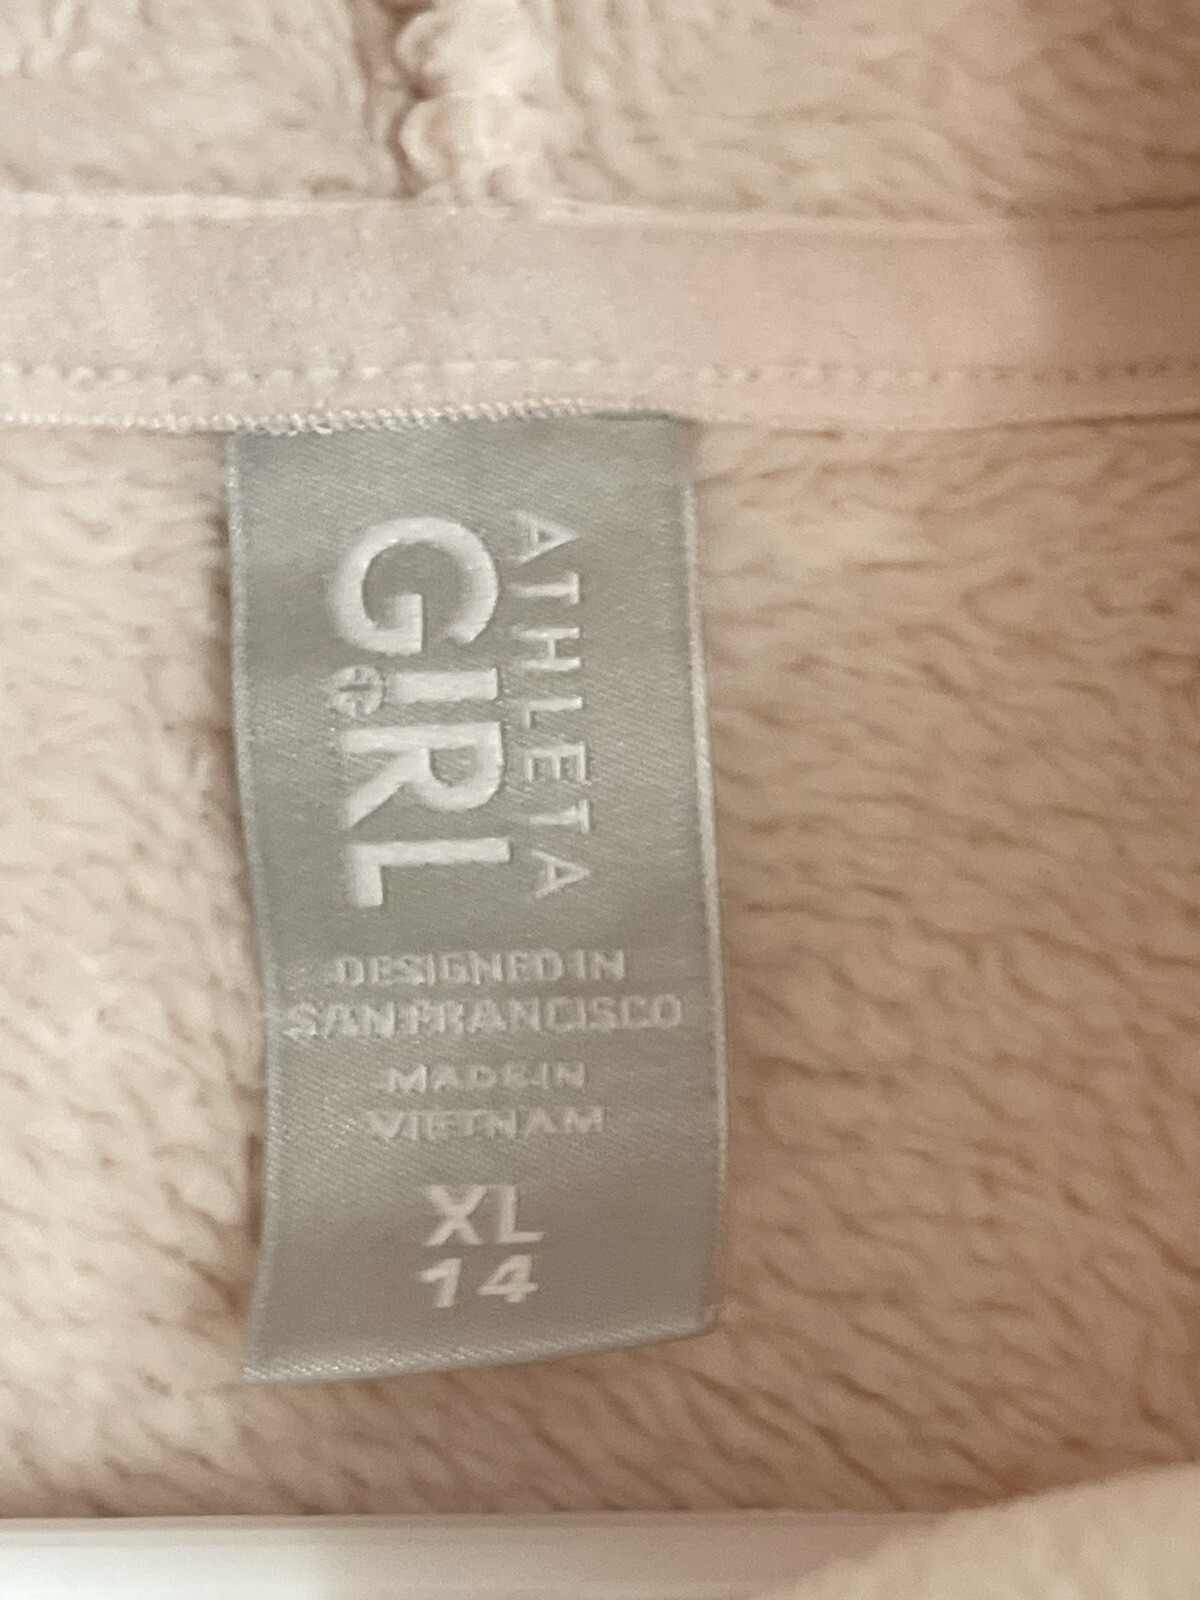 ATHLETA
GIRL
DESIGNED IN
SAN FRANCISCO
MADE IN
VIETNAM
XL
14